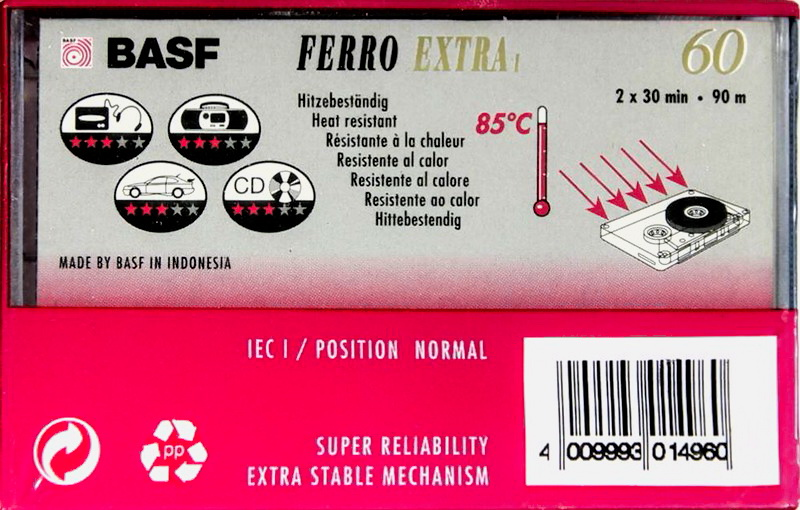 BASF
BASF
FERRO EXTRA I
60
2 x 30 min • 90 m
Hitzebeständig
Heat resistant
Résistante à la chaleur
Resistente al calor
Resistente al calore
Resistente ao calor
Hittebestendig
85°C
CD
MADE BY BASF IN INDONESIA
IEC I / POSITION NORMAL
SUPER RELIABILITY
EXTRA STABLE MECHANISM
PP
4 009993 014960